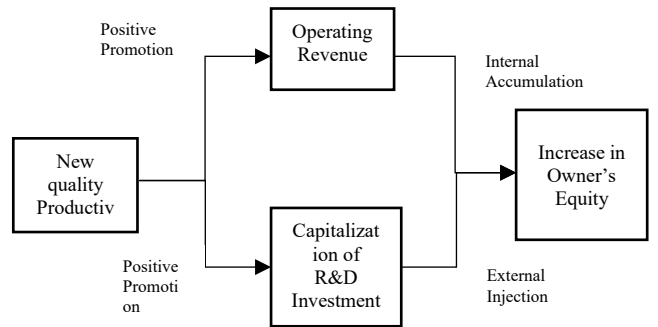 Positive
Promotion
Operating
Revenue
Internal
Accumulation
New
quality
Productiv
Increase in
Owner’s
Equity
Positive
Promoti
on
Capitalizat
ion of
R&D
Investment
External
Injection